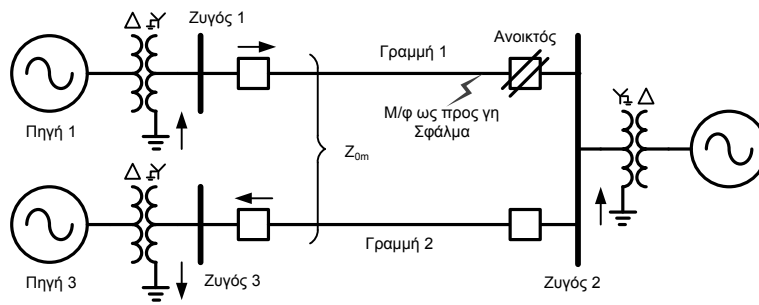 Ζυγός 1
Γραμμή 1
Ανοικτός
Μ/φ ως προς γη
Σφάλμα
Πηγή 1
Z0m
Πηγή 3
Ζυγός 3
Γραμμή 2
Ζυγός 2